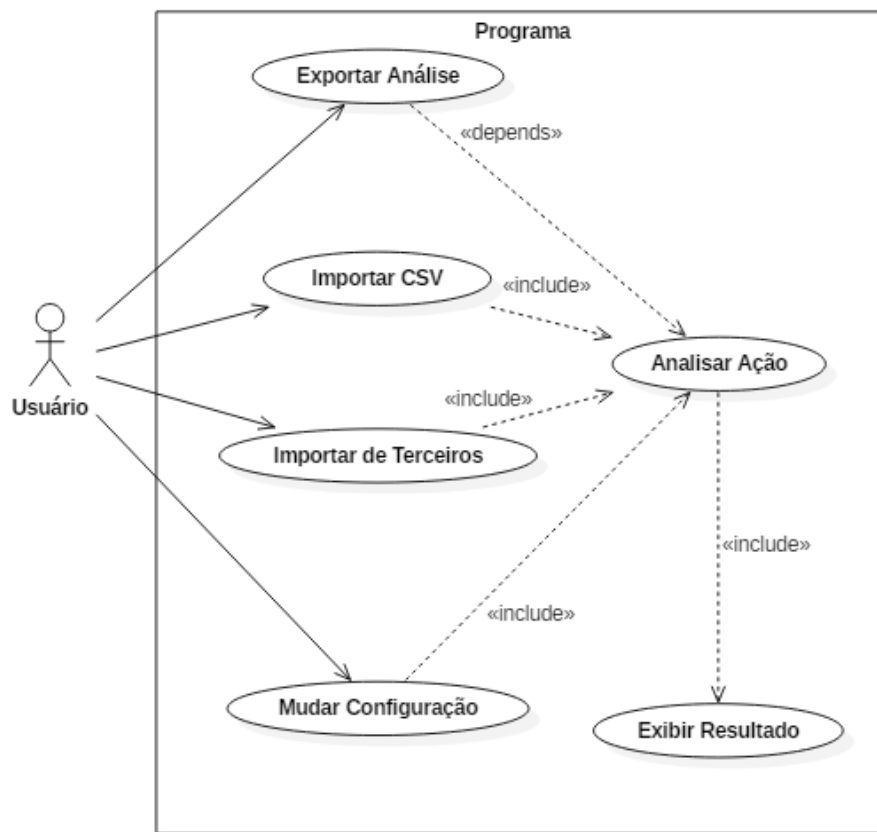 Programa
Exportar Análise
«depends»
Importar CSV
«include»
Analisar Ação
Usuário
«include»
Importar de Terceiros
«include»
«include»
Mudar Configuração
Exibir Resultado